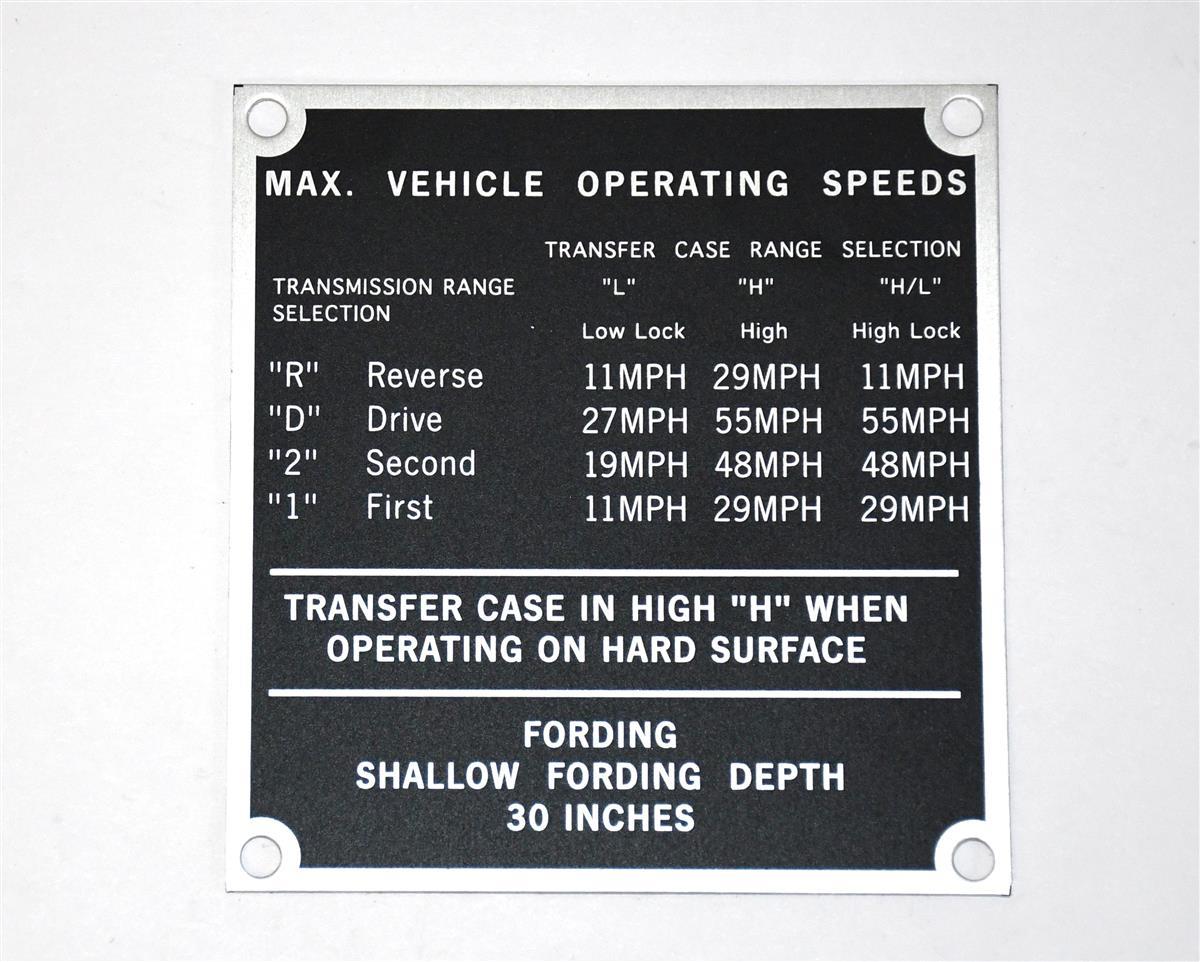 MAX. VEHICLE OPERATING SPEEDS
TRANSFER CASE RANGE SELECTION
TRANSMISSION RANGE SELECTION
"L" "H" "H/L"
Low Lock High High Lock
"R" Reverse 11MPH 29MPH 11MPH
"D" Drive 27MPH 55MPH 55MPH
"2" Second 19MPH 48MPH 48MPH
"1" First 11MPH 29MPH 29MPH
TRANSFER CASE IN HIGH "H" WHEN
OPERATING ON HARD SURFACE
FORDING
SHALLOW FORDING DEPTH
30 INCHES